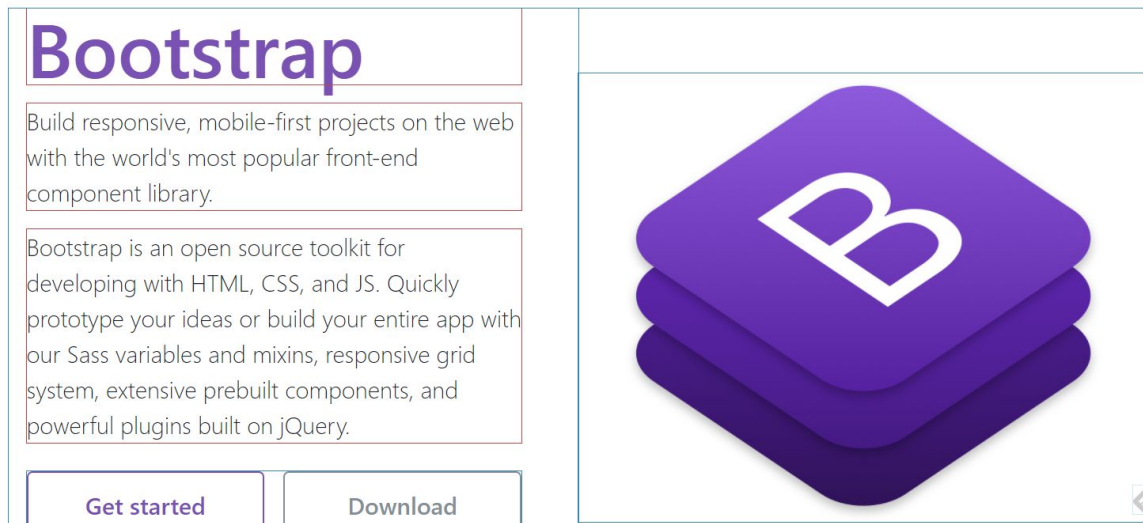 Bootstrap
Build responsive, mobile-first projects on the web
with the world's most popular front-end
component library.
Bootstrap is an open source toolkit for
developing with HTML, CSS, and JS. Quickly
prototype your ideas or build your entire app with
our Sass variables and mixins, responsive grid
system, extensive prebuilt components, and
powerful plugins built on jQuery.
Get started
Download
B